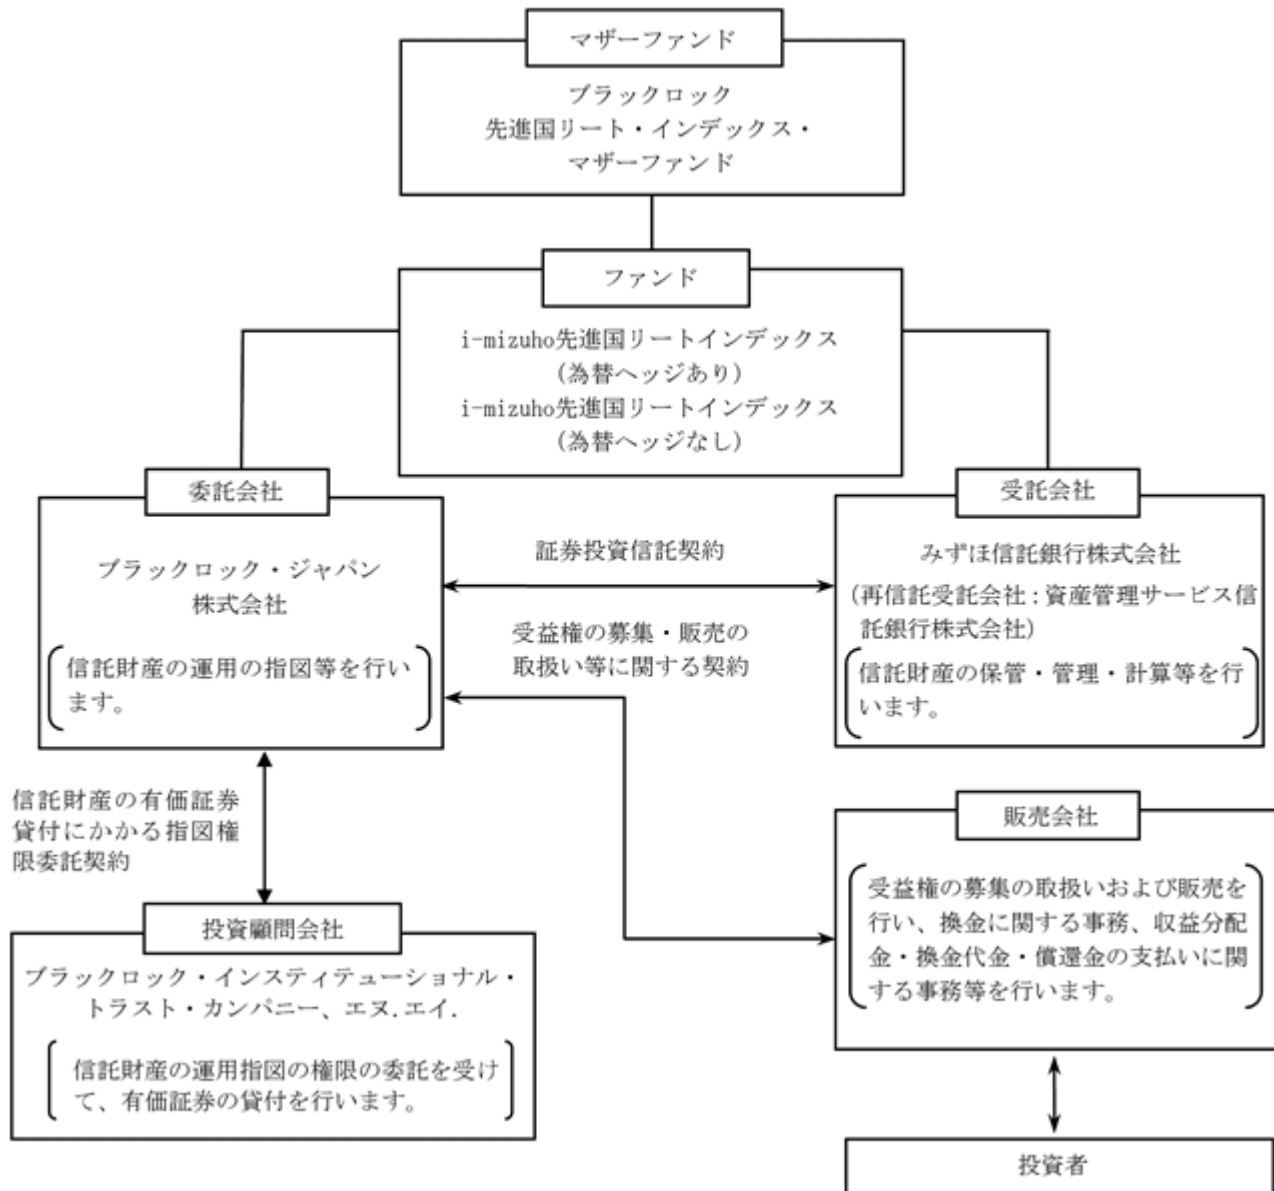 マザーファンド
ブラックロック
先進国リート・インデックス・
マザーファンド
ファンド
i-mizuho先進国リートインデックス
(為替ヘッジあり)
i-mizuho先進国リートインデックス
(為替ヘッジなし)
委託会社
ブラックロック・ジャパン
株式会社
信託財産の運用の指図等を行い
ます。
証券投資信託契約
受益権の募集・販売の
取扱い等に関する契約
受託会社
みずほ信託銀行株式会社
(再信託受託会社:資産管理サービス信
託銀行株式会社)
信託財産の保管・管理・計算等を行
います。
信託財産の有価証券
貸付にかかる指図権
限委託契約
販売会社
受益権の募集の取扱いおよび販売を
行い、換金に関する事務、収益分配
金・換金代金・償還金の支払いに関
する事務等を行います。
投資顧問会社
ブラックロック・インスティテューショナル・
トラスト・カンパニー、エヌ.エイ.
信託財産の運用指図の権限の委託を受け
て、有価証券の貸付を行います。
投資者